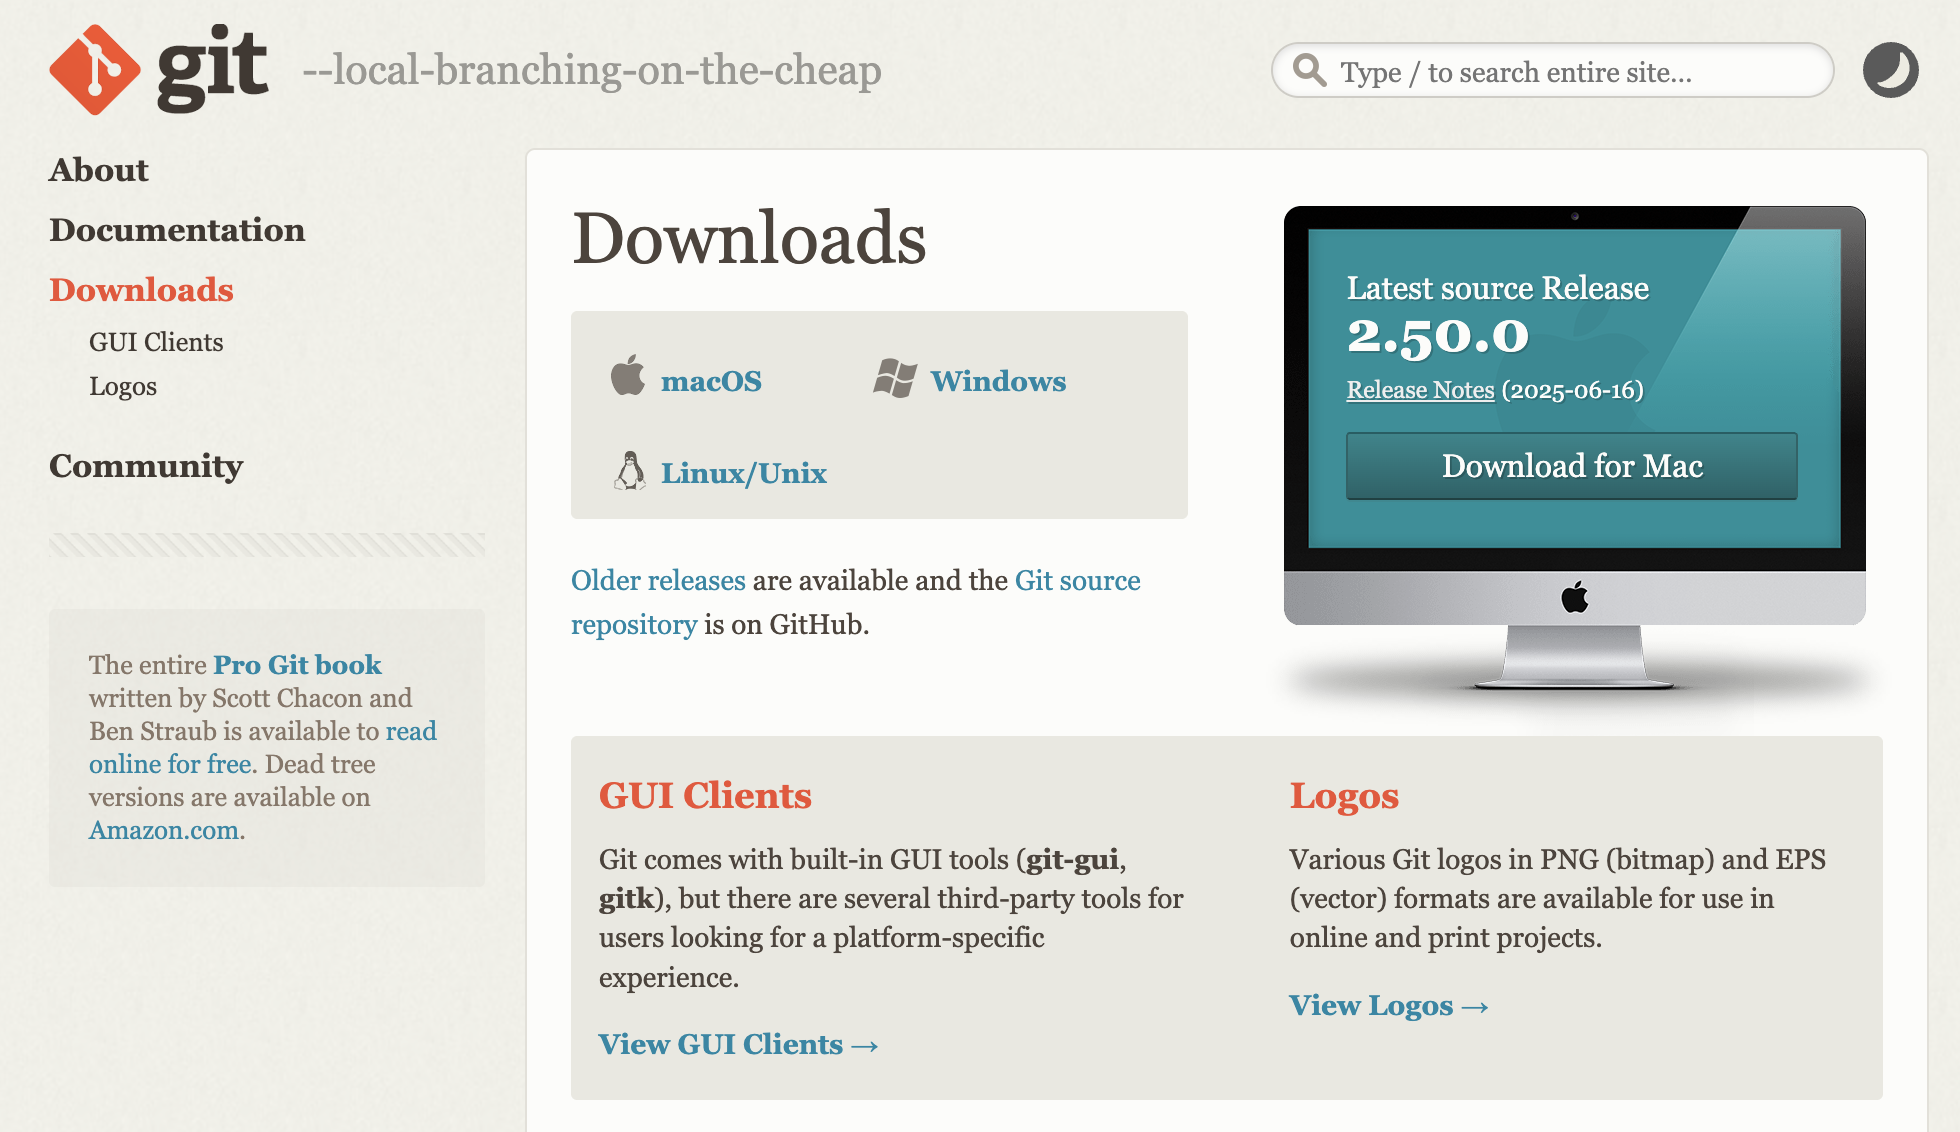 git --local-branching-on-the-cheap
Type / to search entire site...
About
Documentation
Downloads
GUI Clients
Logos
Community
The entire Pro Git book
written by Scott Chacon and
Ben Straub is available to read
online for free. Dead tree
versions are available on
Amazon.com.
Downloads
macOS
Windows
Linux/Unix
Older releases are available and the Git source
repository is on GitHub.
Latest source Release
2.50.0
Release Notes (2025-06-16)
Download for Mac
GUI Clients
Git comes with built-in GUI tools (git-gui,
gitk), but there are several third-party tools for
users looking for a platform-specific
experience.
View GUI Clients →
Logos
Various Git logos in PNG (bitmap) and EPS
(vector) formats are available for use in
online and print projects.
View Logos →